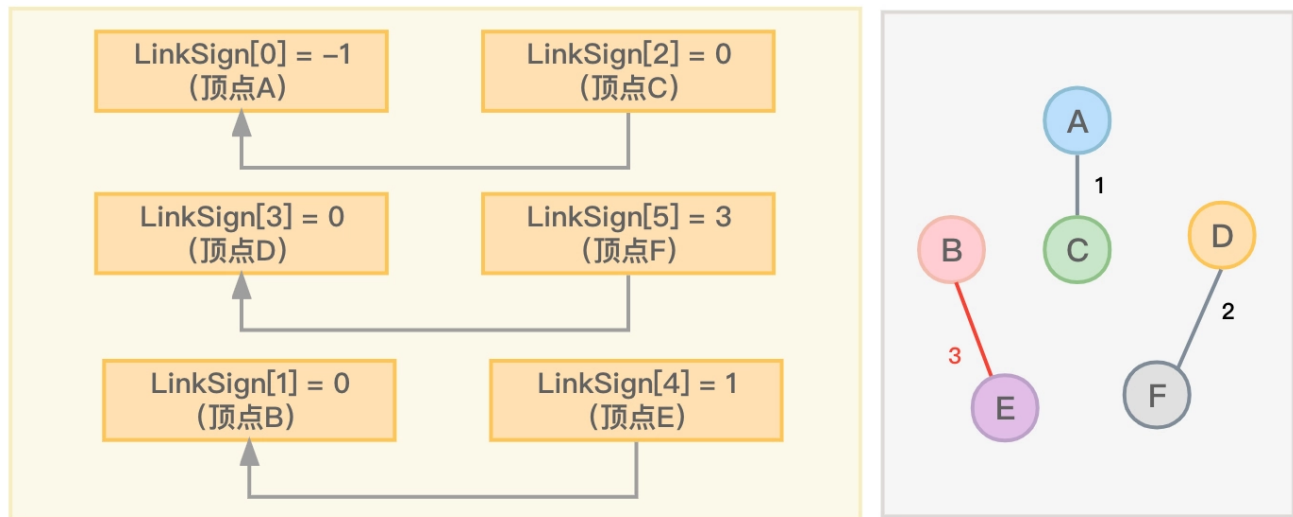 LinkSign[0] = −1
(顶点A)
LinkSign[2] = 0
(顶点C)
LinkSign[3] = 0
(顶点D)
LinkSign[5] = 3
(顶点F)
LinkSign[1] = 0
(顶点B)
LinkSign[4] = 1
(顶点E)
A
1
B
C
D
2
3
E
F